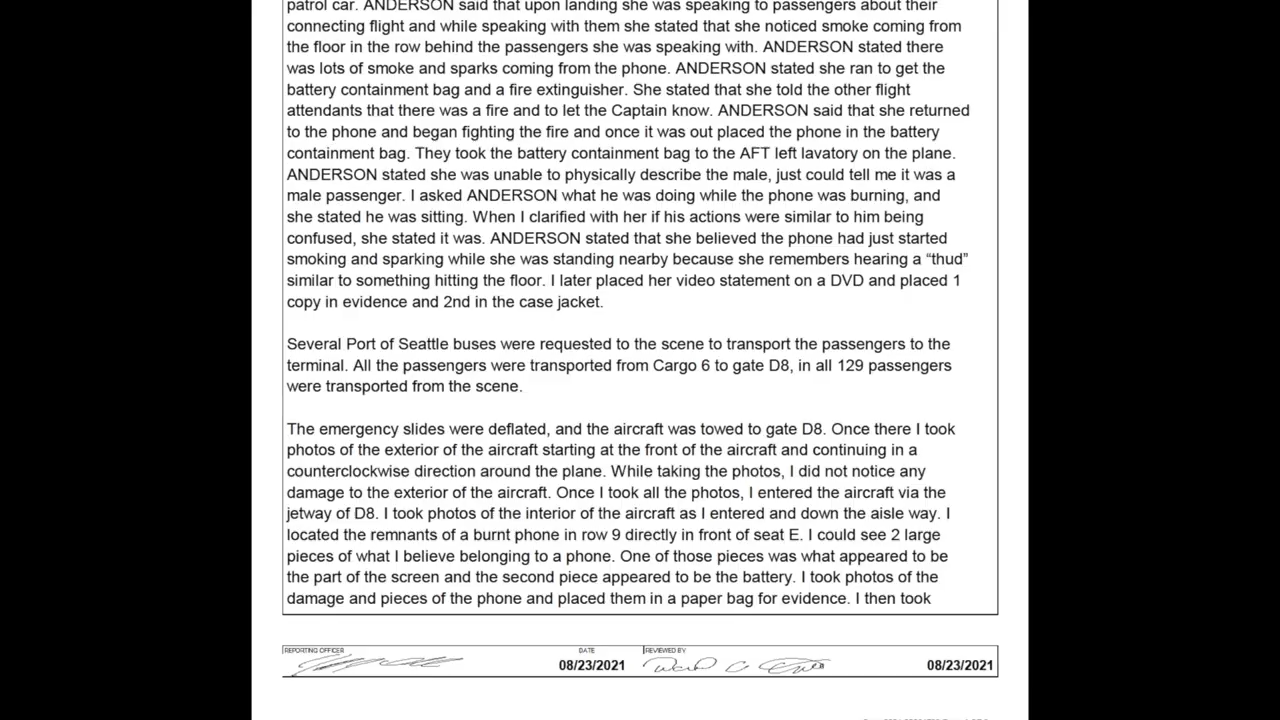 patrol car. ANDERSON said that upon landing she was speaking to passengers about their
connecting flight and while speaking with them she stated that she noticed smoke coming from
the floor in the row behind the passengers she was speaking with. ANDERSON stated there
was lots of smoke and sparks coming from the phone. ANDERSON stated she ran to get the
battery containment bag and a fire extinguisher. She stated that she told the other flight
attendants that there was a fire and to let the Captain know. ANDERSON said that she returned
to the phone and began fighting the fire and once it was out placed the phone in the battery
containment bag. They took the battery containment bag to the AFT left lavatory on the plane.
ANDERSON stated she was unable to physically describe the male, just could tell me it was a
male passenger. I asked ANDERSON what he was doing while the phone was burning, and
she stated he was sitting. When I clarified with her if his actions were similar to him being
confused, she stated it was. ANDERSON stated that she believed the phone had just started
smoking and sparking while she was standing nearby because she remembers hearing a “thud”
similar to something hitting the floor. I later placed her video statement on a DVD and placed 1
copy in evidence and 2nd in the case jacket.
Several Port of Seattle buses were requested to the scene to transport the passengers to the
terminal. All the passengers were transported from Cargo 6 to gate D8, in all 129 passengers
were transported from the scene.
The emergency slides were deflated, and the aircraft was towed to gate D8. Once there I took
photos of the exterior of the aircraft starting at the front of the aircraft and continuing in a
counterclockwise direction around the plane. While taking the photos, I did not notice any
damage to the exterior of the aircraft. Once I took all the photos, I entered the aircraft via the
jetway of D8. I took photos of the interior of the aircraft as I entered and down the aisle way. I
located the remnants of a burnt phone in row 9 directly in front of seat E. I could see 2 large
pieces of what I believe belonging to a phone. One of those pieces was what appeared to be
the part of the screen and the second piece appeared to be the battery. I took photos of the
damage and pieces of the phone and placed them in a paper bag for evidence. I then took
REPORTING OFFICER DATE REVIEWED BY
08/23/2021 08/23/2021